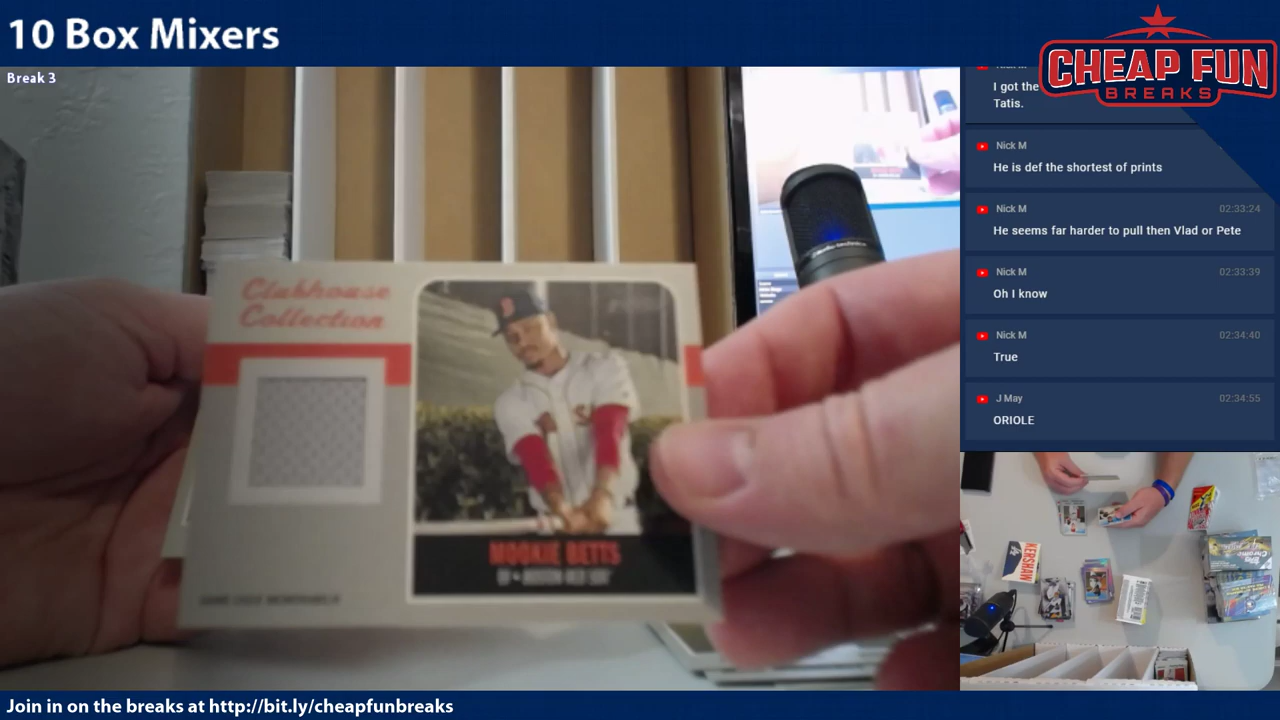 10 Box Mixers
Break 3
CHEAP FUN
BREAKS
I got the
Tatis.
Nick M
He is def the shortest of prints
Nick M 02:33:24
He seems far harder to pull then Vlad or Pete
Nick M 02:33:39
Oh I know
Nick M 02:34:40
True
J May 02:34:55
ORIOLE
Clubhouse
Collection
MOOKIE BETTS
KERSHAW
Join in on the breaks at http://bit.ly/cheapfunbreaks